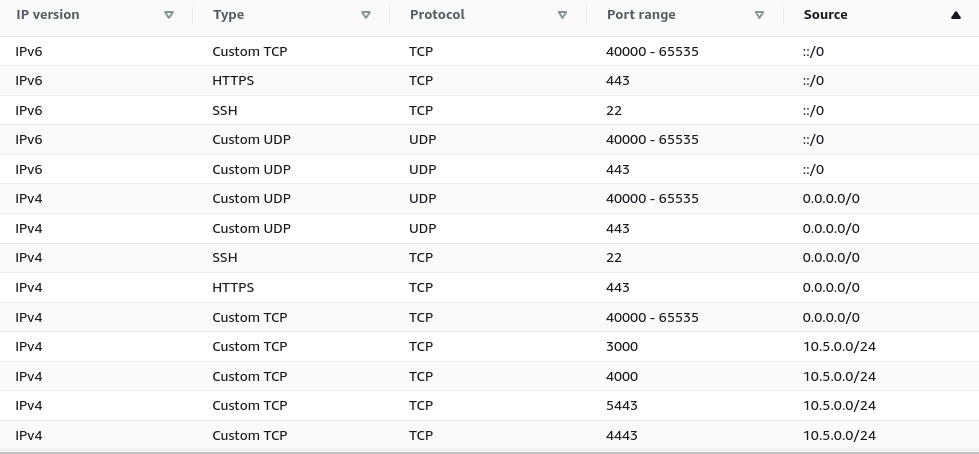 IP version Type Protocol Port range Source
IPv6 Custom TCP TCP 40000 - 65535 ::/0
IPv6 HTTPS TCP 443 ::/0
IPv6 SSH TCP 22 ::/0
IPv6 Custom UDP UDP 40000 - 65535 ::/0
IPv6 Custom UDP UDP 443 ::/0
IPv4 Custom UDP UDP 40000 - 65535 0.0.0.0/0
IPv4 Custom UDP UDP 443 0.0.0.0/0
IPv4 SSH TCP 22 0.0.0.0/0
IPv4 HTTPS TCP 443 0.0.0.0/0
IPv4 Custom TCP TCP 40000 - 65535 0.0.0.0/0
IPv4 Custom TCP TCP 3000 10.5.0.0/24
IPv4 Custom TCP TCP 4000 10.5.0.0/24
IPv4 Custom TCP TCP 5443 10.5.0.0/24
IPv4 Custom TCP TCP 4443 10.5.0.0/24